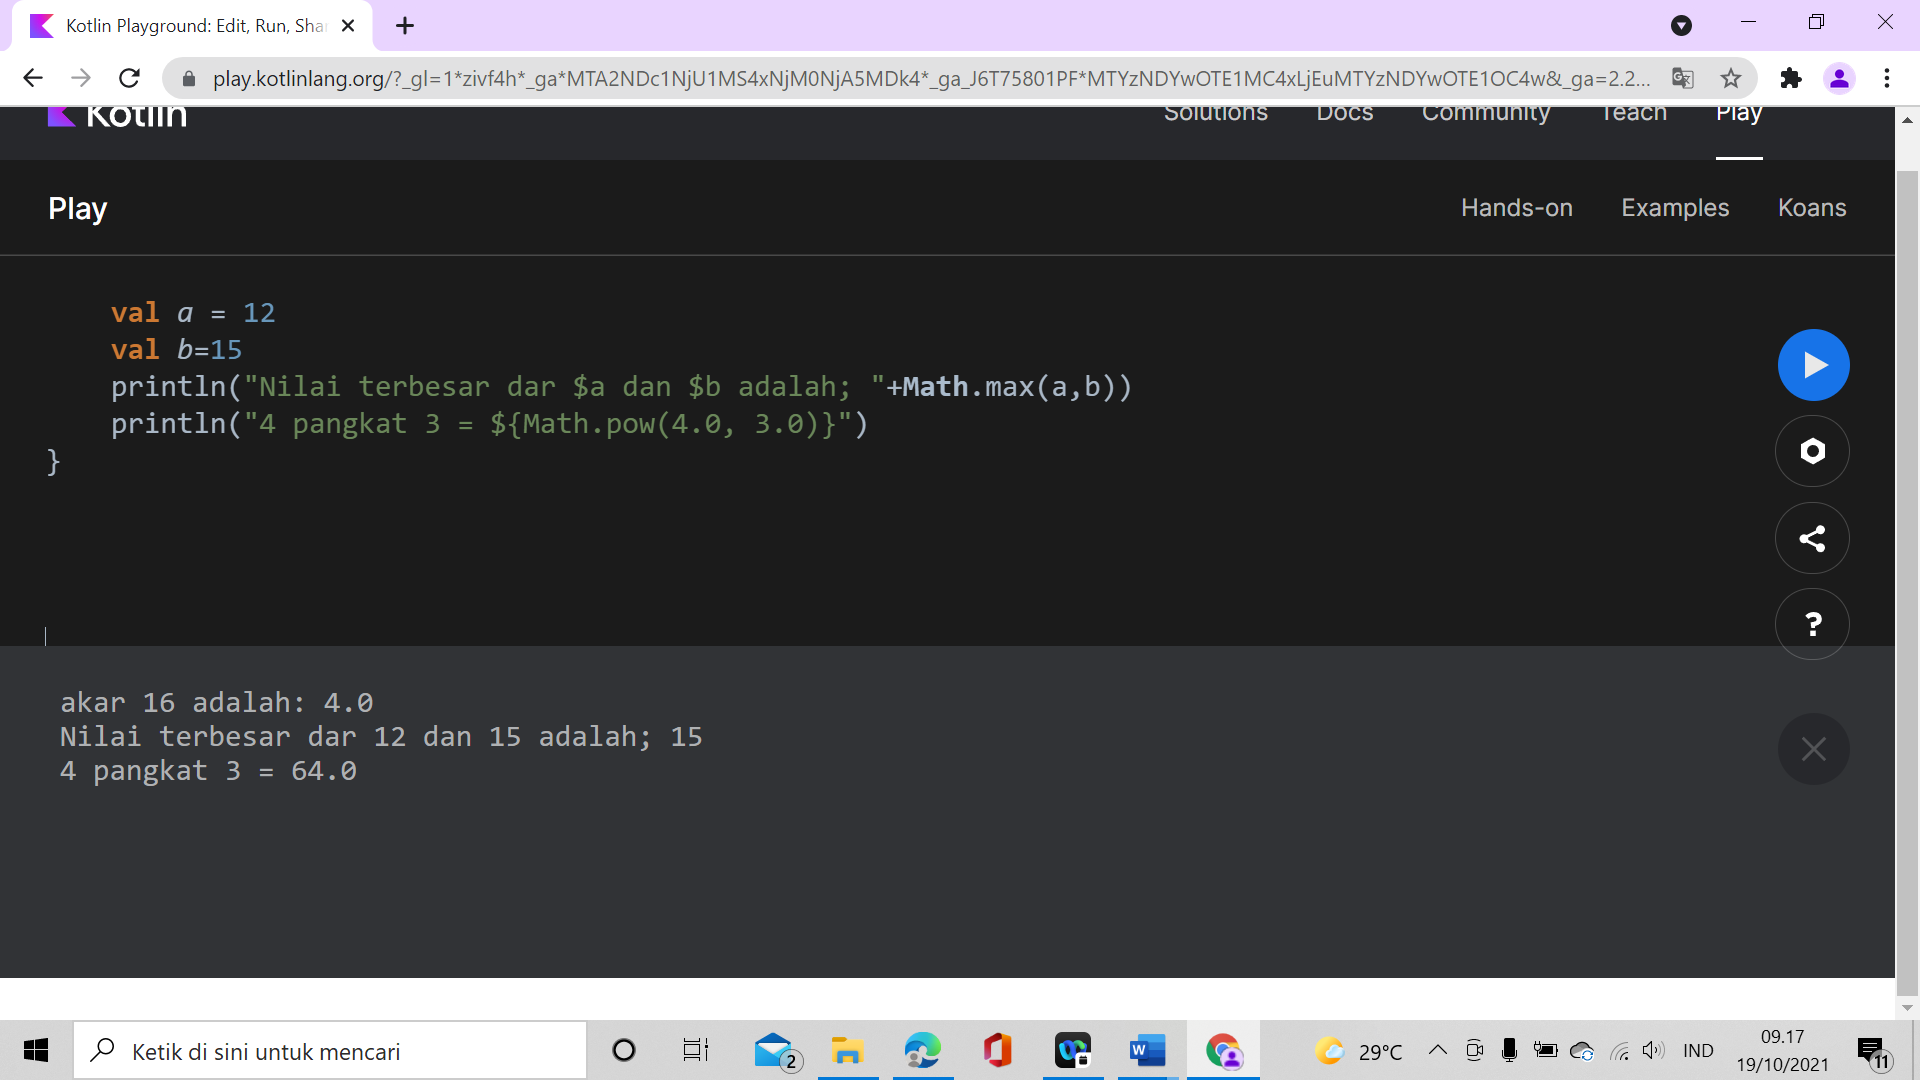 Kotlin Playground: Edit, Run, Sha
play.kotlinlang.org/?_gl=1*zivf4h*_ga*MTA2NDc1NjU1MS4xNjM0NjA5MDk4*_ga_J6T75801PF*MTYzNDYwOTE1MC4xLjEuMTYzNDYwOTE1OC4w&_ga=2.2...
Kotlin Solutions Docs Community Teach Play
Play Hands-on Examples Koans
val a = 12
val b=15
println("Nilai terbesar dar $a dan $b adalah; "+Math.max(a,b))
println("4 pangkat 3 = ${Math.pow(4.0, 3.0)}")
}
?
akar 16 adalah: 4.0
Nilai terbesar dar 12 dan 15 adalah; 15
4 pangkat 3 = 64.0
Ketik di sini untuk mencari 2 W 29°C IND 09.17
19/10/2021 11